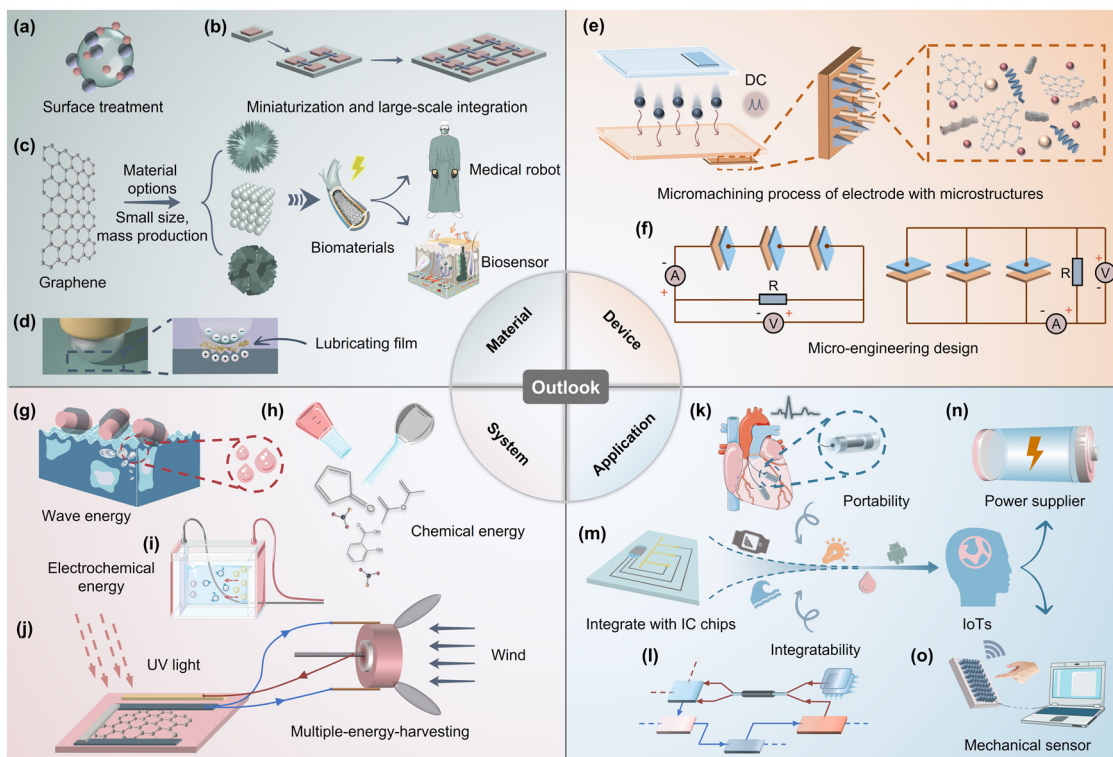 (a)
Surface treatment
(b)
Miniaturization and large-scale integration
(c)
Graphene
Material
options
Small size,
mass production
Biomaterials
Medical robot
Biosensor
(d)
Lubricating film
(e)
DC
Micromachining process of electrode with microstructures
(f)
-
A
+
R
-
V
+
R
+
V
-
-
A
+
Micro-engineering design
Material
Device
Outlook
System
Application
(g)
Wave energy
(h)
Chemical energy
(i)
Electrochemical
energy
(j)
UV light
Wind
Multiple-energy-harvesting
(k)
Portability
(n)
Power supplier
(m)
Integrate with IC chips
IoTs
Integratability
(l)
(o)
Mechanical sensor